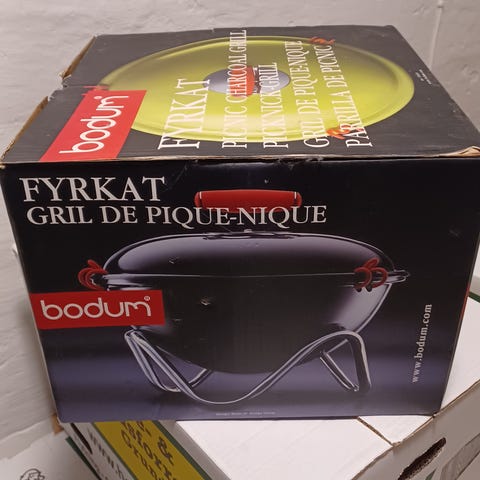 bodum
FYRKAT
PICNIC CHARCOAL GRILL
PICKNICK-GRILL
GRIL DE PIQUE-NIQUE
PARRILLA DE PICNIC
FYRKAT
GRIL DE PIQUE-NIQUE
bodum
www.bodum.com